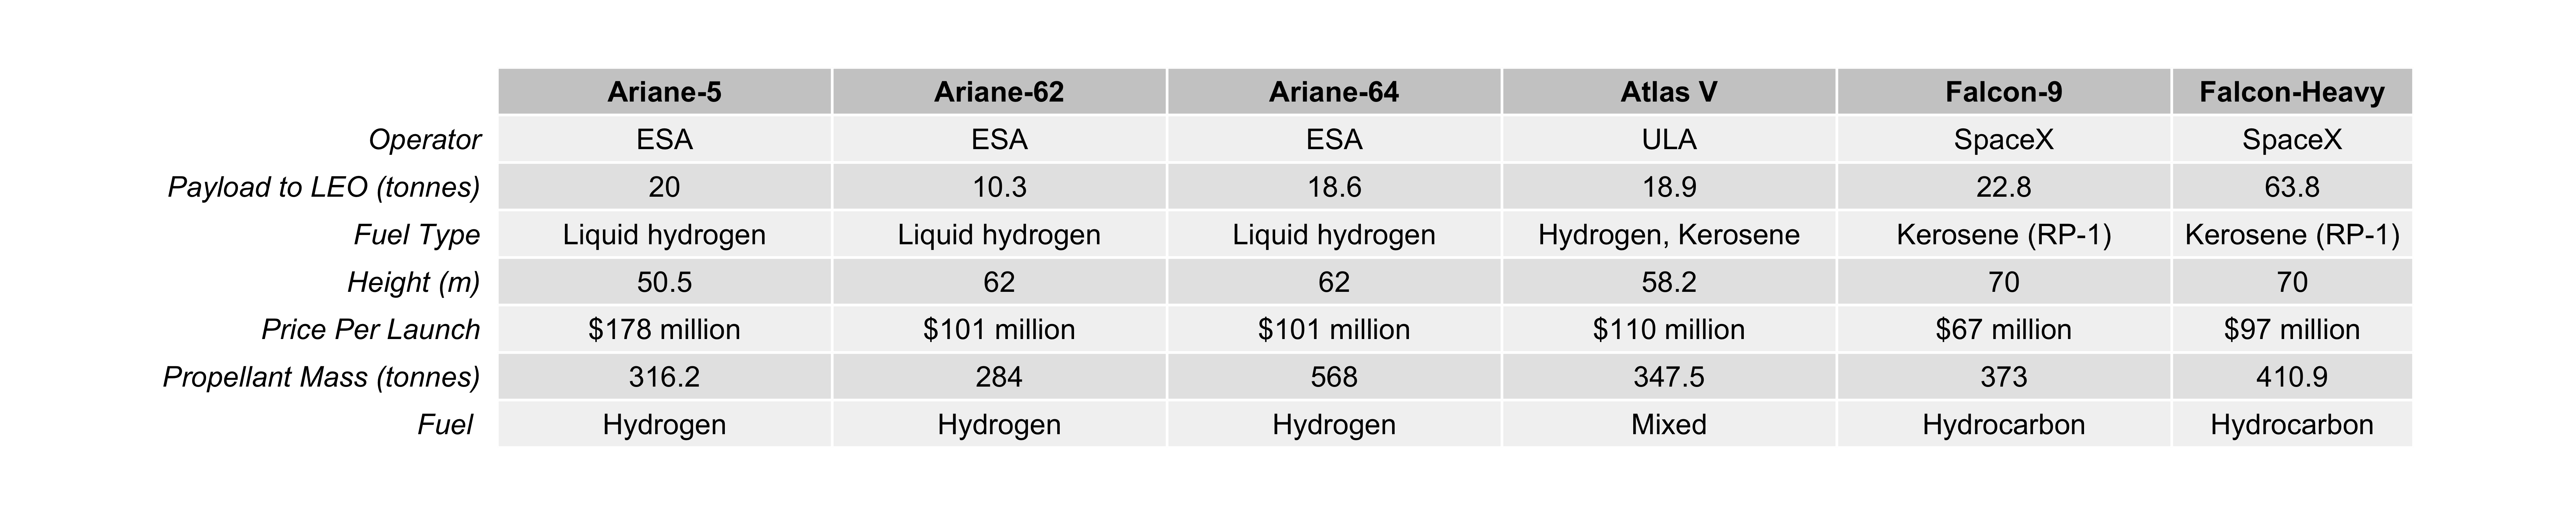 Ariane-5 Ariane-62 Ariane-64 Atlas V Falcon-9 Falcon-Heavy
Operator ESA ESA ESA ULA SpaceX SpaceX
Payload to LEO (tonnes) 20 10.3 18.6 18.9 22.8 63.8
Fuel Type Liquid hydrogen Liquid hydrogen Liquid hydrogen Hydrogen, Kerosene Kerosene (RP-1) Kerosene (RP-1)
Height (m) 50.5 62 62 58.2 70 70
Price Per Launch $178 million $101 million $101 million $110 million $67 million $97 million
Propellant Mass (tonnes) 316.2 284 568 347.5 373 410.9
Fuel Hydrogen Hydrogen Hydrogen Mixed Hydrocarbon Hydrocarbon